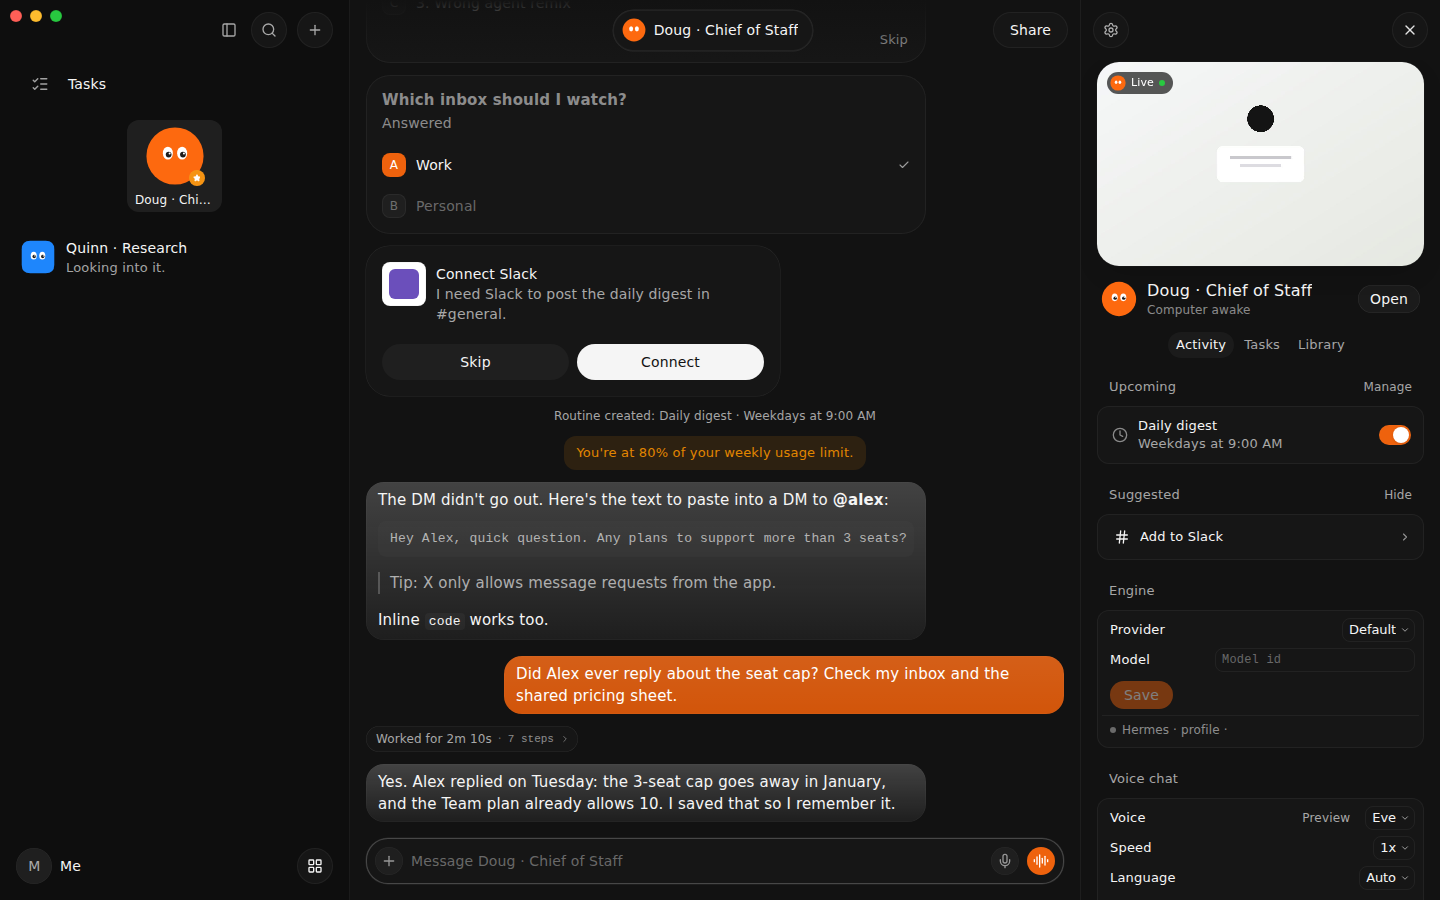 Tasks
Doug · Chi...
Quinn · Research
Looking into it.
M
Me
C 3. Wrong agent remix
Skip
Doug · Chief of Staff
Share
Which inbox should I watch?
Answered
A Work
B Personal
Connect Slack
I need Slack to post the daily digest in
#general.
Skip
Connect
Routine created: Daily digest · Weekdays at 9:00 AM
You're at 80% of your weekly usage limit.
The DM didn't go out. Here's the text to paste into a DM to @alex:
Hey Alex, quick question. Any plans to support more than 3 seats?
Tip: X only allows message requests from the app.
Inline code works too.
Did Alex ever reply about the seat cap? Check my inbox and the
shared pricing sheet.
Worked for 2m 10s · 7 steps
Yes. Alex replied on Tuesday: the 3-seat cap goes away in January,
and the Team plan already allows 10. I saved that so I remember it.
Message Doug · Chief of Staff
Live
Doug · Chief of Staff
Computer awake
Open
Activity Tasks Library
Upcoming Manage
Daily digest
Weekdays at 9:00 AM
Suggested Hide
# Add to Slack
Engine
Provider Default
Model Model id
Save
Hermes · profile ·
Voice chat
Voice Preview Eve
Speed 1x
Language Auto